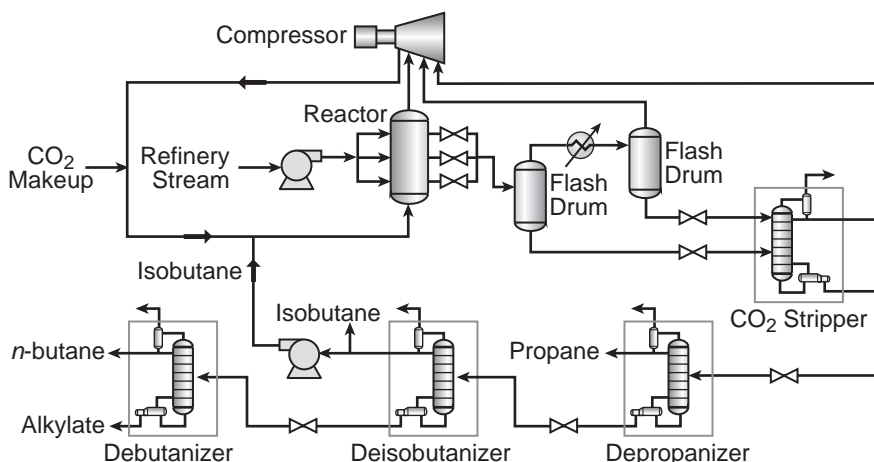 Compressor
Reactor
CO2
Makeup
Refinery
Stream
Flash
Drum
Flash
Drum
Isobutane
CO2 Stripper
Isobutane
n-butane
Propane
Alkylate
Debutanizer
Deisobutanizer
Depropanizer